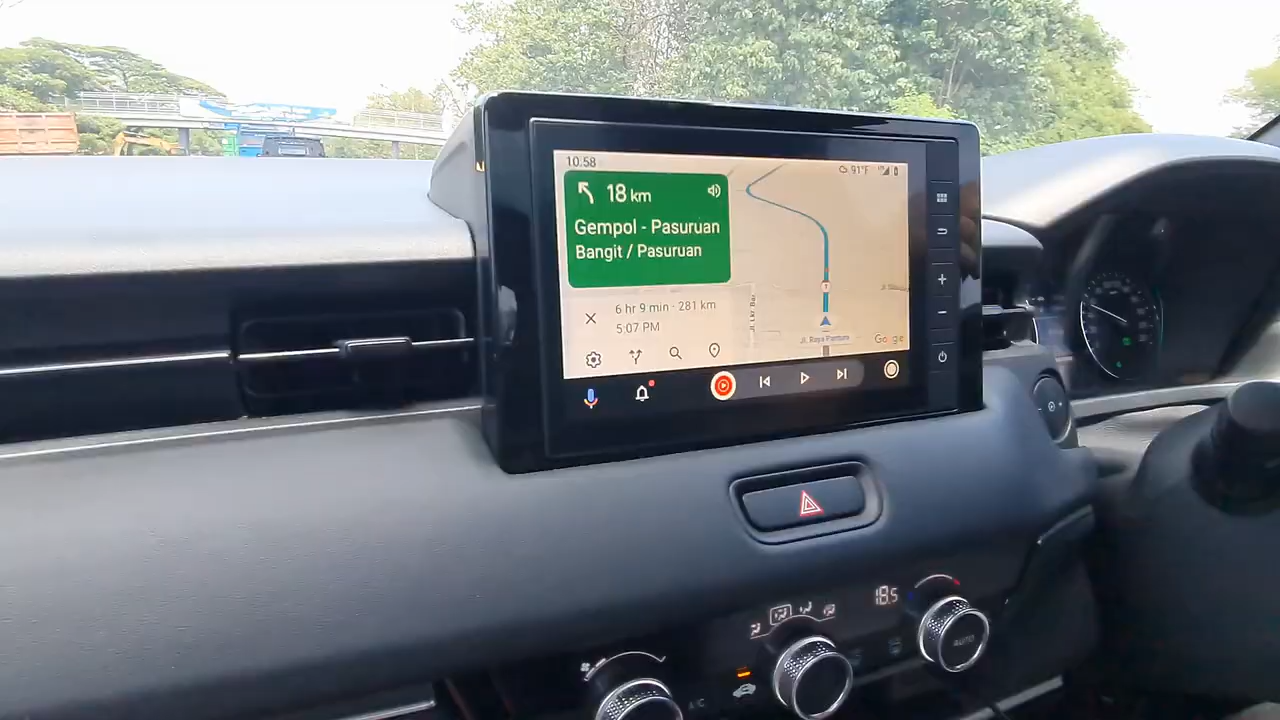 10.58
91°F
18 km
Gempol - Pasuruan
Bangit / Pasuruan
6 hr 9 min - 281 km
5:07 PM
Jl. Raya Pantura
Google
18.5
AUTO
A/C